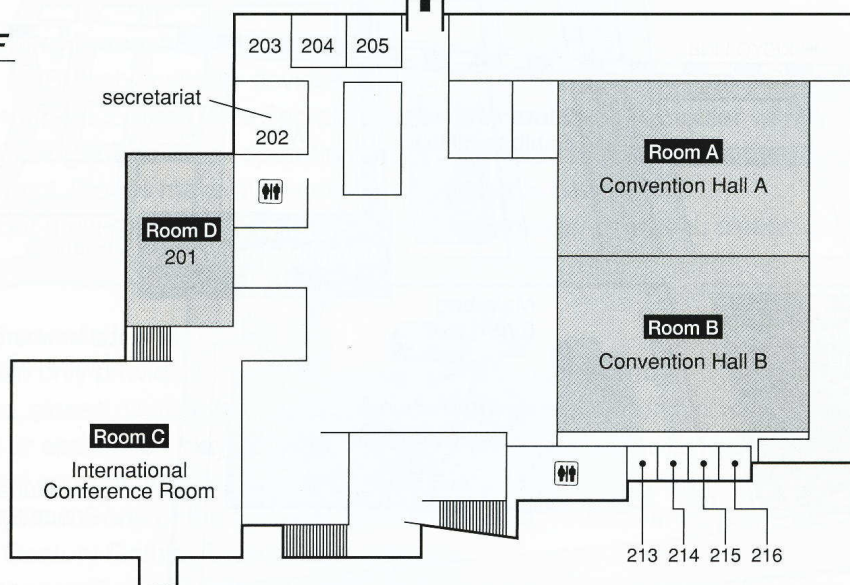 203 204 205
secretariat
202
Room A
Convention Hall A
Room D
201
Room B
Convention Hall B
Room C
International
Conference Room
213 214 215 216